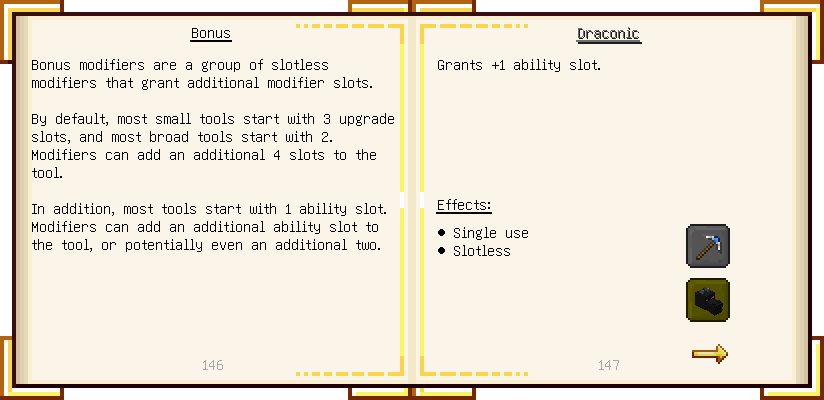 Bonus
Bonus modifiers are a group of slotless
modifiers that grant additional modifier slots.
By default, most small tools start with 3 upgrade
slots, and most broad tools start with 2.
Modifiers can add an additional 4 slots to the
tool.
In addition, most tools start with 1 ability slot.
Modifiers can add an additional ability slot to
the tool, or potentially even an additional two.
146
Draconic
Grants +1 ability slot.
Effects:
● Single use
● Slotless
147